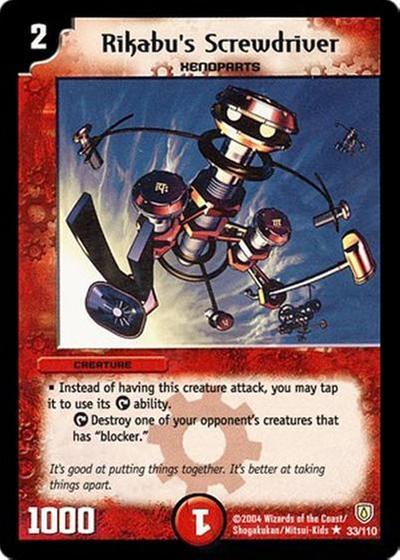 2
Rikabu's Screwdriver
XENOPARTS
CREATURE
▪ Instead of having this creature attack, you may tap
it to use its ability.
Destroy one of your opponent's creatures that
has “blocker.”
It's good at putting things together. It's better at taking
things apart.
1000
1
©2004 Wizards of the Coast/
Shogakukan/Mitsui-Kids ★ 33/110